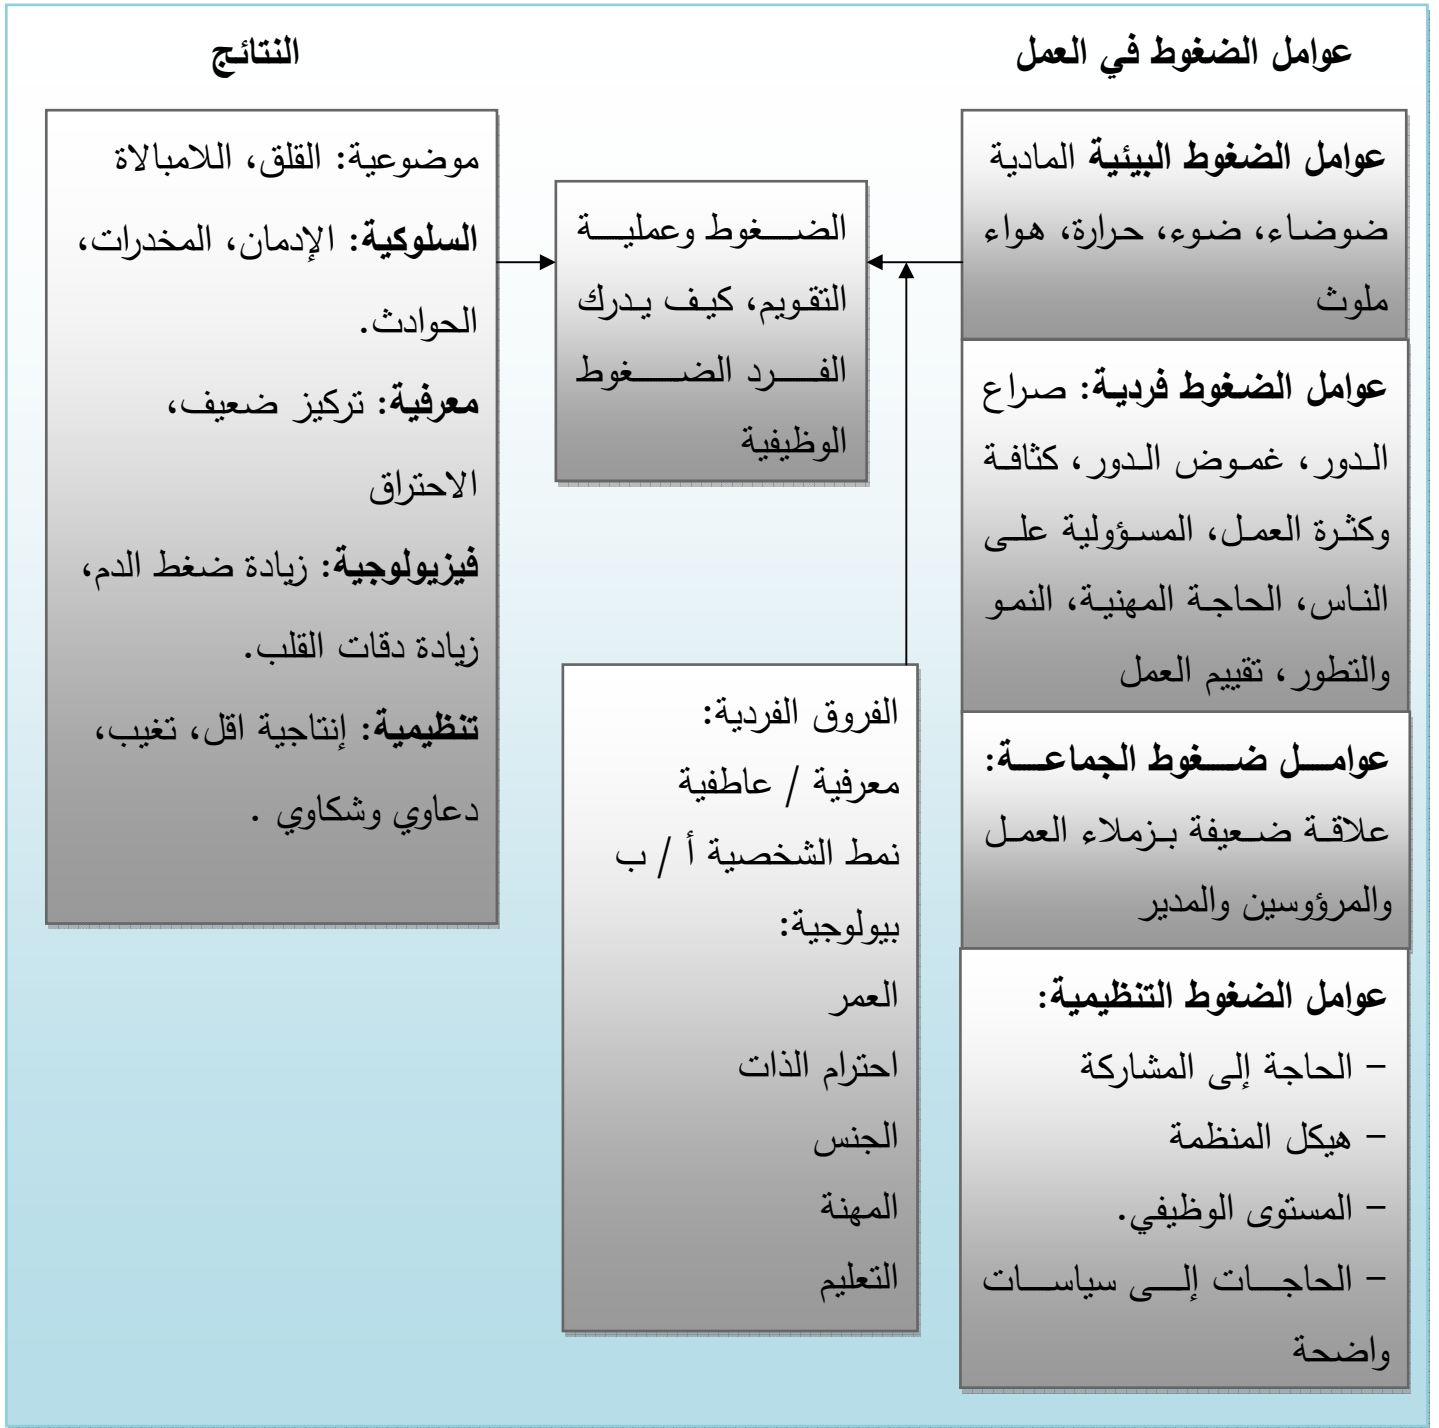 عوامل الضغوط في العمل
عوامل الضغوط البيئية المادية
ضوضاء، ضوء، حرارة، هواء
ملوث
عوامل الضغوط فردية: صراع
الدور، غموض الدور، كثافة
وكثرة العمل، المسؤولية على
الناس، الحاجة المهنية، النمو
والتطور، تقييم العمل
عوامل ضغوط الجماعة:
علاقة ضعيفة بزملاء العمل
والمرؤوسين والمدير
عوامل الضغوط التنظيمية:
– الحاجة إلى المشاركة
– هيكل المنظمة
– المستوى الوظيفي.
– الحاجات إلى سياسات
واضحة
الضغوط وعملية
التقويم، كيف يدرك
الفرد الضغوط
الوظيفية
الفروق الفردية:
معرفية / عاطفية
نمط الشخصية أ / ب
بيولوجية:
العمر
احترام الذات
الجنس
المهنة
التعليم
النتائج
موضوعية: القلق، اللامبالاة
السلوكية: الإدمان، المخدرات،
الحوادث.
معرفية: تركيز ضعيف،
الاحتراق
فيزيولوجية: زيادة ضغط الدم،
زيادة دقات القلب.
تنظيمية: إنتاجية اقل، تغيب،
دعاوي وشكاوي .